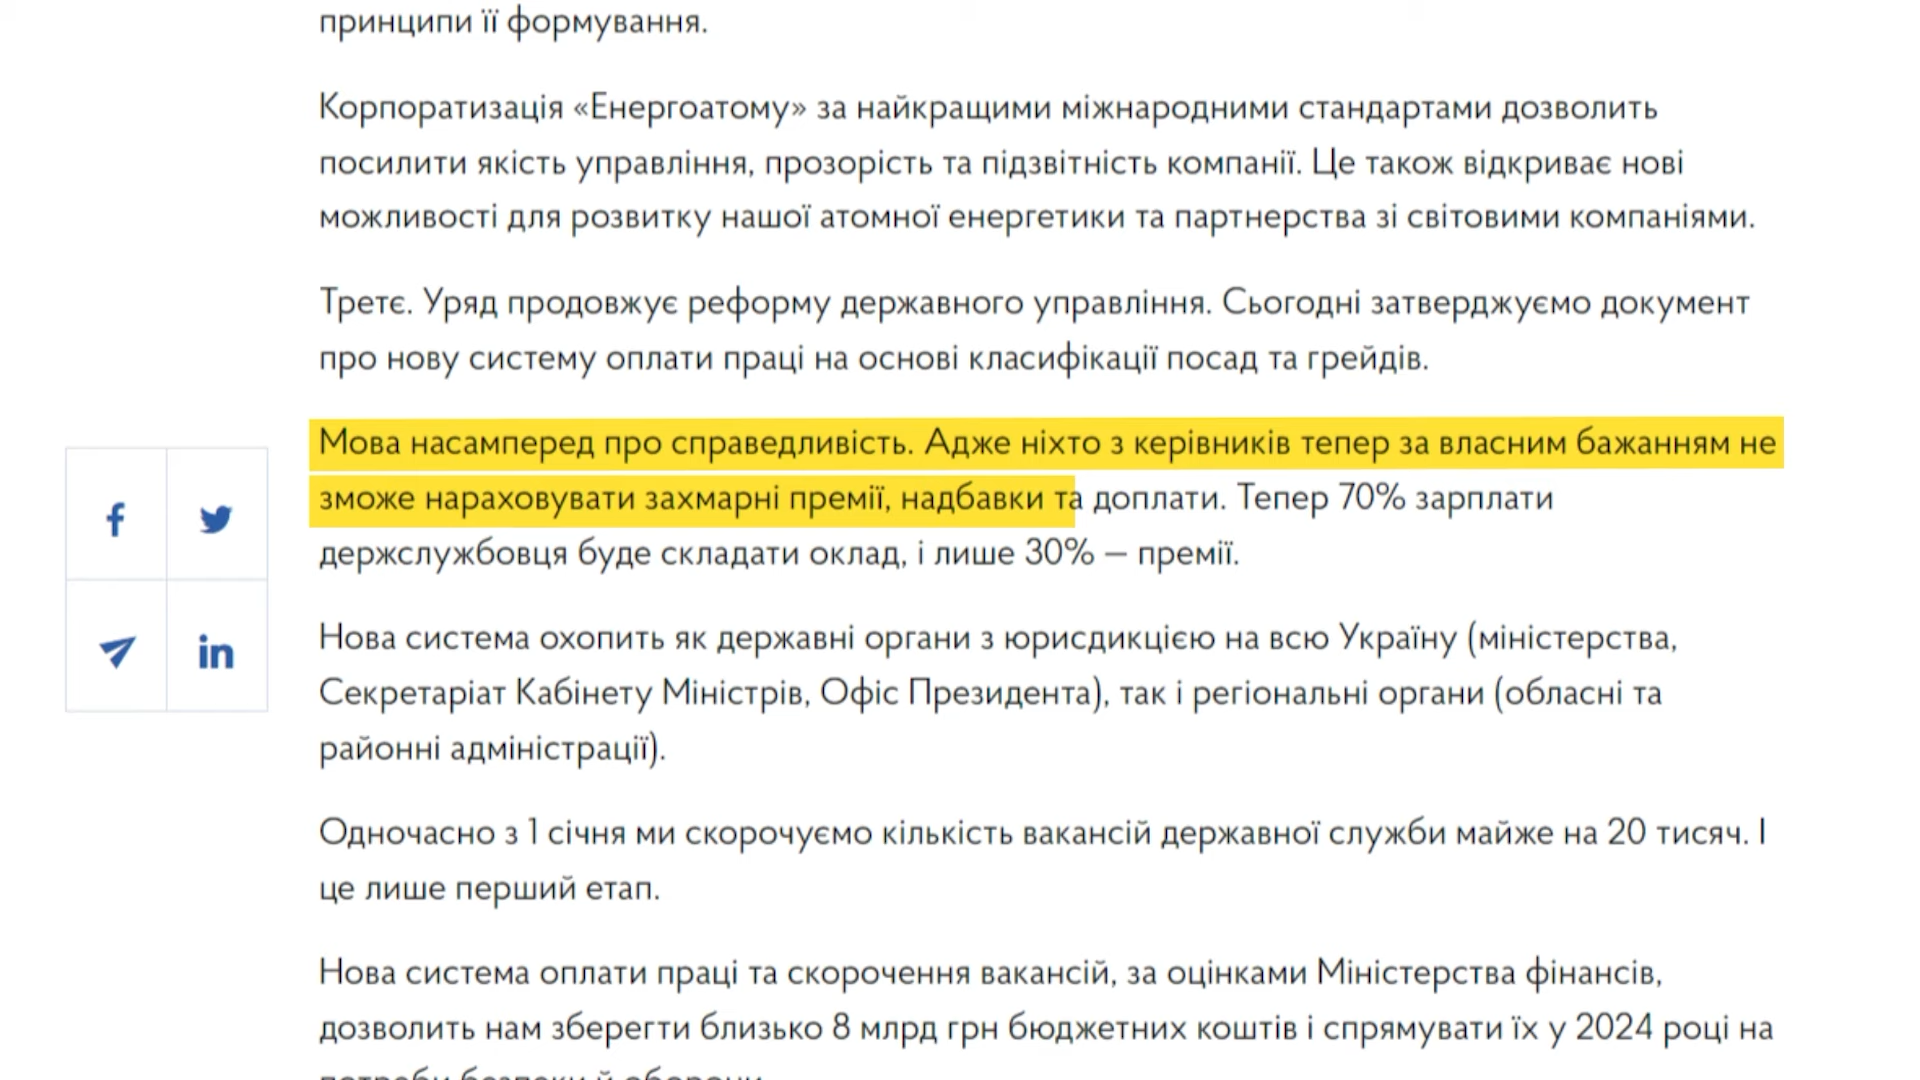 принципи її формування.
Корпоратизація «Енергоатому» за найкращими міжнародними стандартами дозволить
посилити якість управління, прозорість та підзвітність компанії. Це також відкриває нові
можливості для розвитку нашої атомної енергетики та партнерства зі світовими компаніями.
Третє. Уряд продовжує реформу державного управління. Сьогодні затверджуємо документ
про нову систему оплати праці на основі класифікації посад та грейдів.
Мова насамперед про справедливість. Адже ніхто з керівників тепер за власним бажанням не
зможе нараховувати захмарні премії, надбавки та доплати. Тепер 70% зарплати
держслужбовця буде складати оклад, і лише 30% – премії.
Нова система охопить як державні органи з юрисдикцією на всю Україну (міністерства,
Секретаріат Кабінету Міністрів, Офіс Президента), так і регіональні органи (обласні та
районні адміністрації).
Одночасно з 1 січня ми скорочуємо кількість вакансій державної служби майже на 20 тисяч. І
це лише перший етап.
Нова система оплати праці та скорочення вакансій, за оцінками Міністерства фінансів,
дозволить нам зберегти близько 8 млрд грн бюджетних коштів і спрямувати їх у 2024 році на
потреби безпеки й оборони.